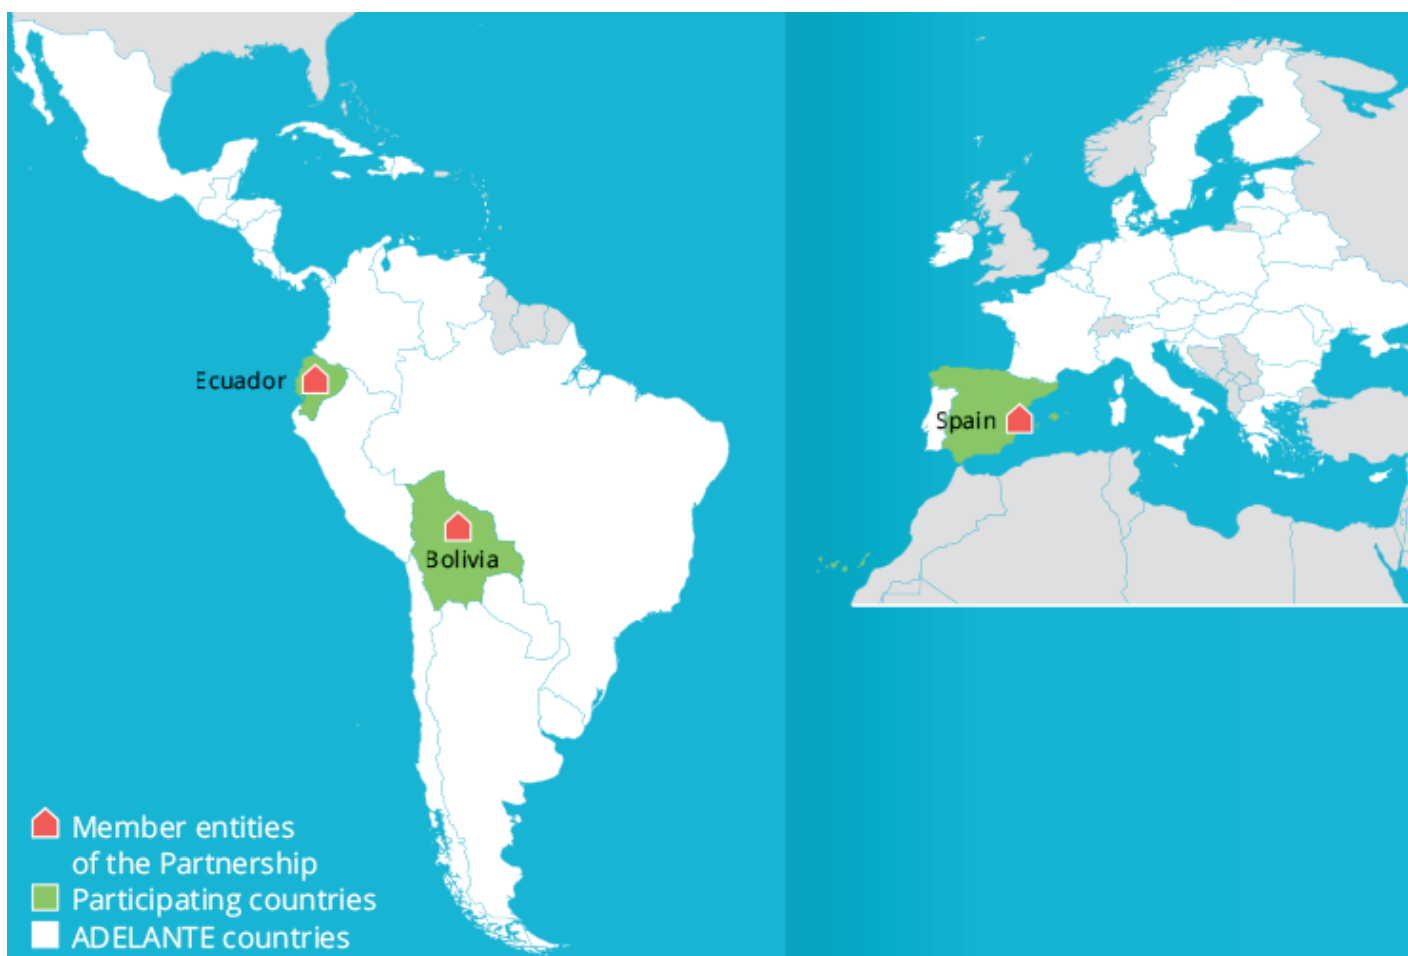 Ecuador
Spain
Bolivia
Member entities
of the Partnership
Participating countries
ADELANTE countries